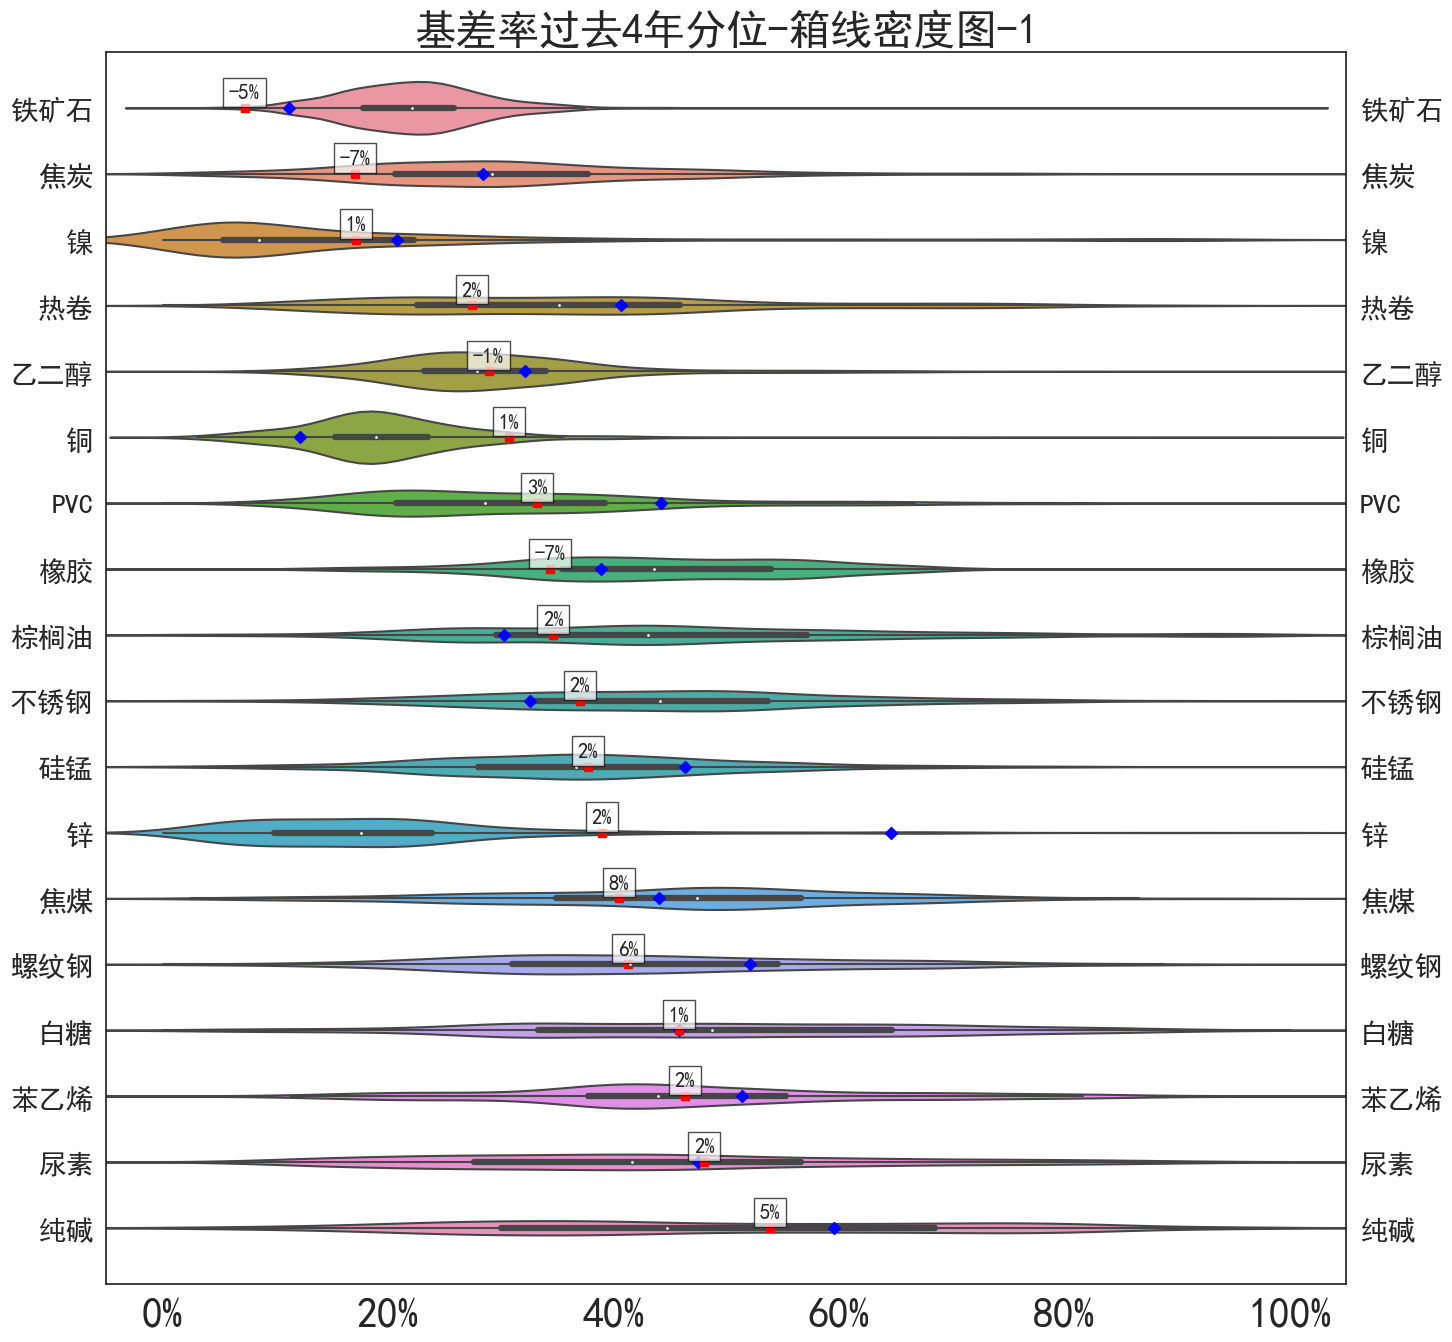 基差率过去4年分位-箱线密度图-1
铁矿石 -5% 铁矿石
焦炭 -7% 焦炭
镍 1% 镍
热卷 2% 热卷
乙二醇 -1% 乙二醇
铜 1% 铜
PVC 3% PVC
橡胶 -7% 橡胶
棕榈油 2% 棕榈油
不锈钢 2% 不锈钢
硅锰 2% 硅锰
锌 2% 锌
焦煤 8% 焦煤
螺纹钢 6% 螺纹钢
白糖 1% 白糖
苯乙烯 2% 苯乙烯
尿素 2% 尿素
纯碱 5% 纯碱
0% 20% 40% 60% 80% 100%